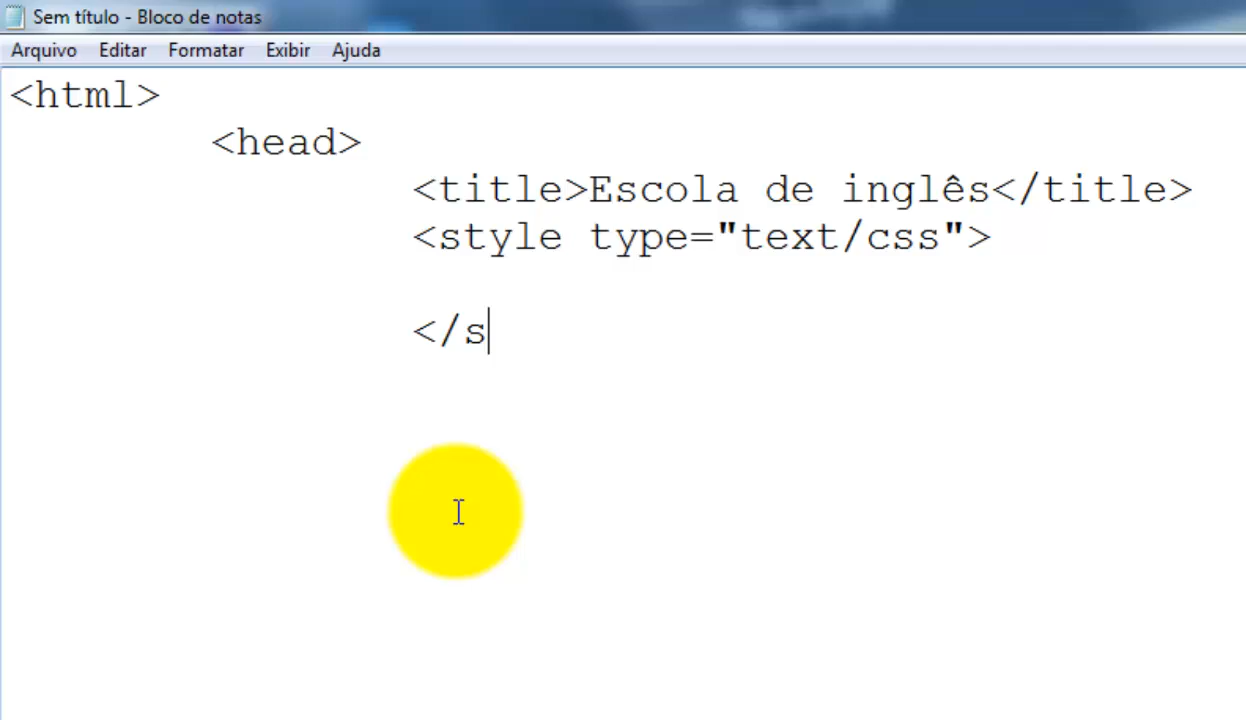 Sem título - Bloco de notas
Arquivo Editar Formatar Exibir Ajuda
<html>
<head>
<title>Escola de inglês</title>
<style type="text/css">
</s